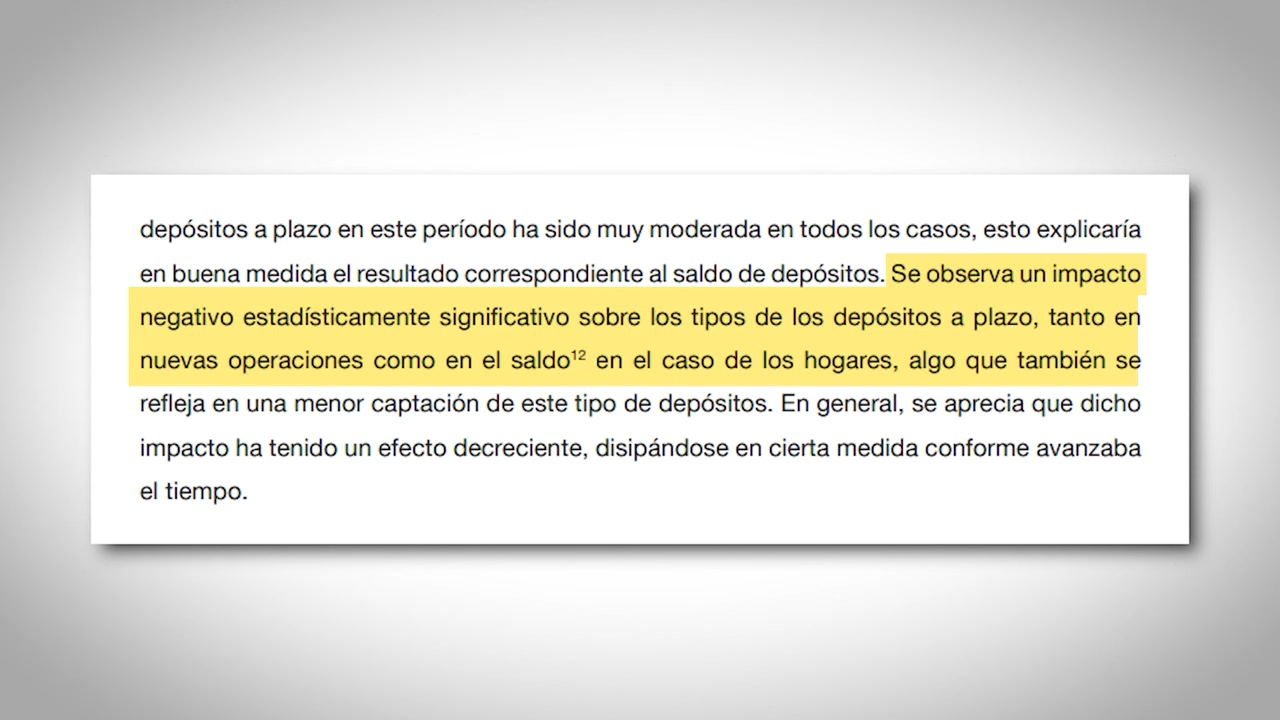 depósitos a plazo en este período ha sido muy moderada en todos los casos, esto explicaría
en buena medida el resultado correspondiente al saldo de depósitos. Se observa un impacto
negativo estadísticamente significativo sobre los tipos de los depósitos a plazo, tanto en
nuevas operaciones como en el saldo¹² en el caso de los hogares, algo que también se
refleja en una menor captación de este tipo de depósitos. En general, se aprecia que dicho
impacto ha tenido un efecto decreciente, disipándose en cierta medida conforme avanzaba
el tiempo.